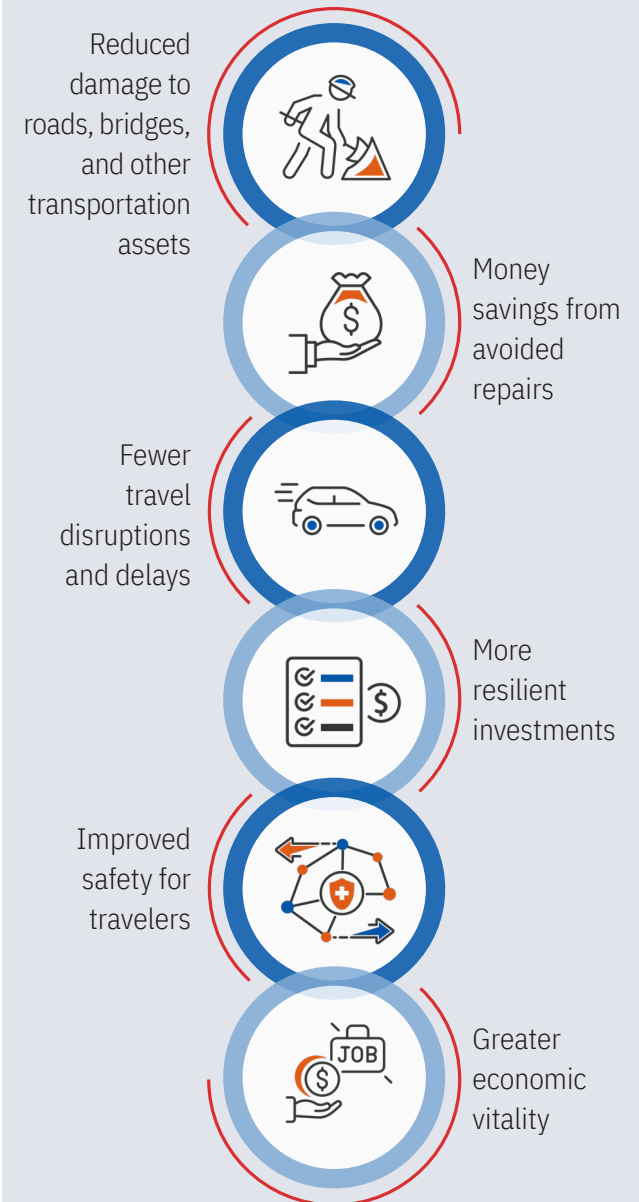 Reduced
damage to
roads, bridges,
and other
transportation
assets
$
Money
savings from
avoided
repairs
Fewer
travel
disruptions
and delays
$
More
resilient
investments
Improved
safety for
travelers
JOB
$
Greater
economic
vitality